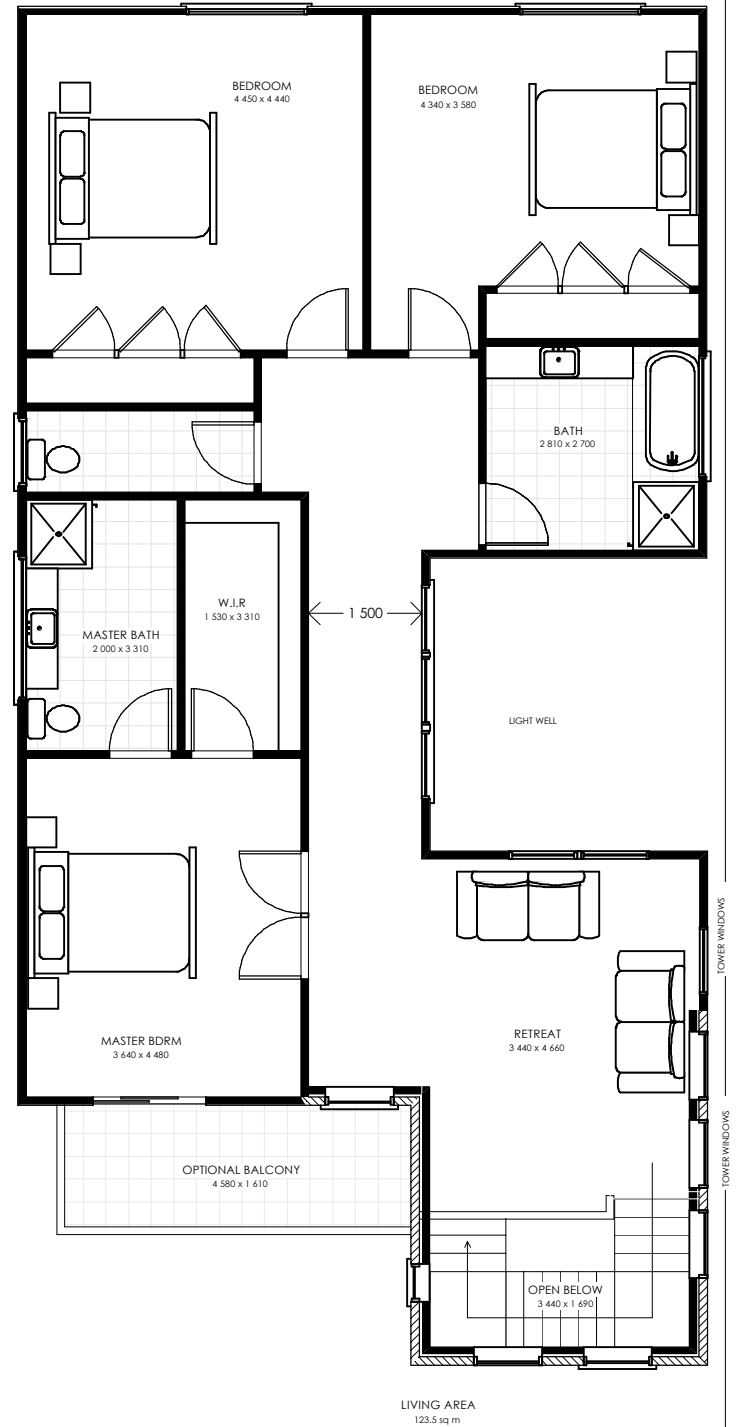 BEDROOM
4 450 x 4 440
BEDROOM
4 340 x 3 580
BATH
2 810 x 2 700
W.I.R
1 530 x 3 310
1 500
MASTER BATH
2 000 x 3 310
LIGHT WELL
TOWER WINDOWS
RETREAT
3 440 x 4 660
MASTER BDRM
3 640 x 4 480
TOWER WINDOWS
OPTIONAL BALCONY
4 580 x 1 610
OPEN BELOW
3 440 x 1 690
LIVING AREA
123.5 sq m